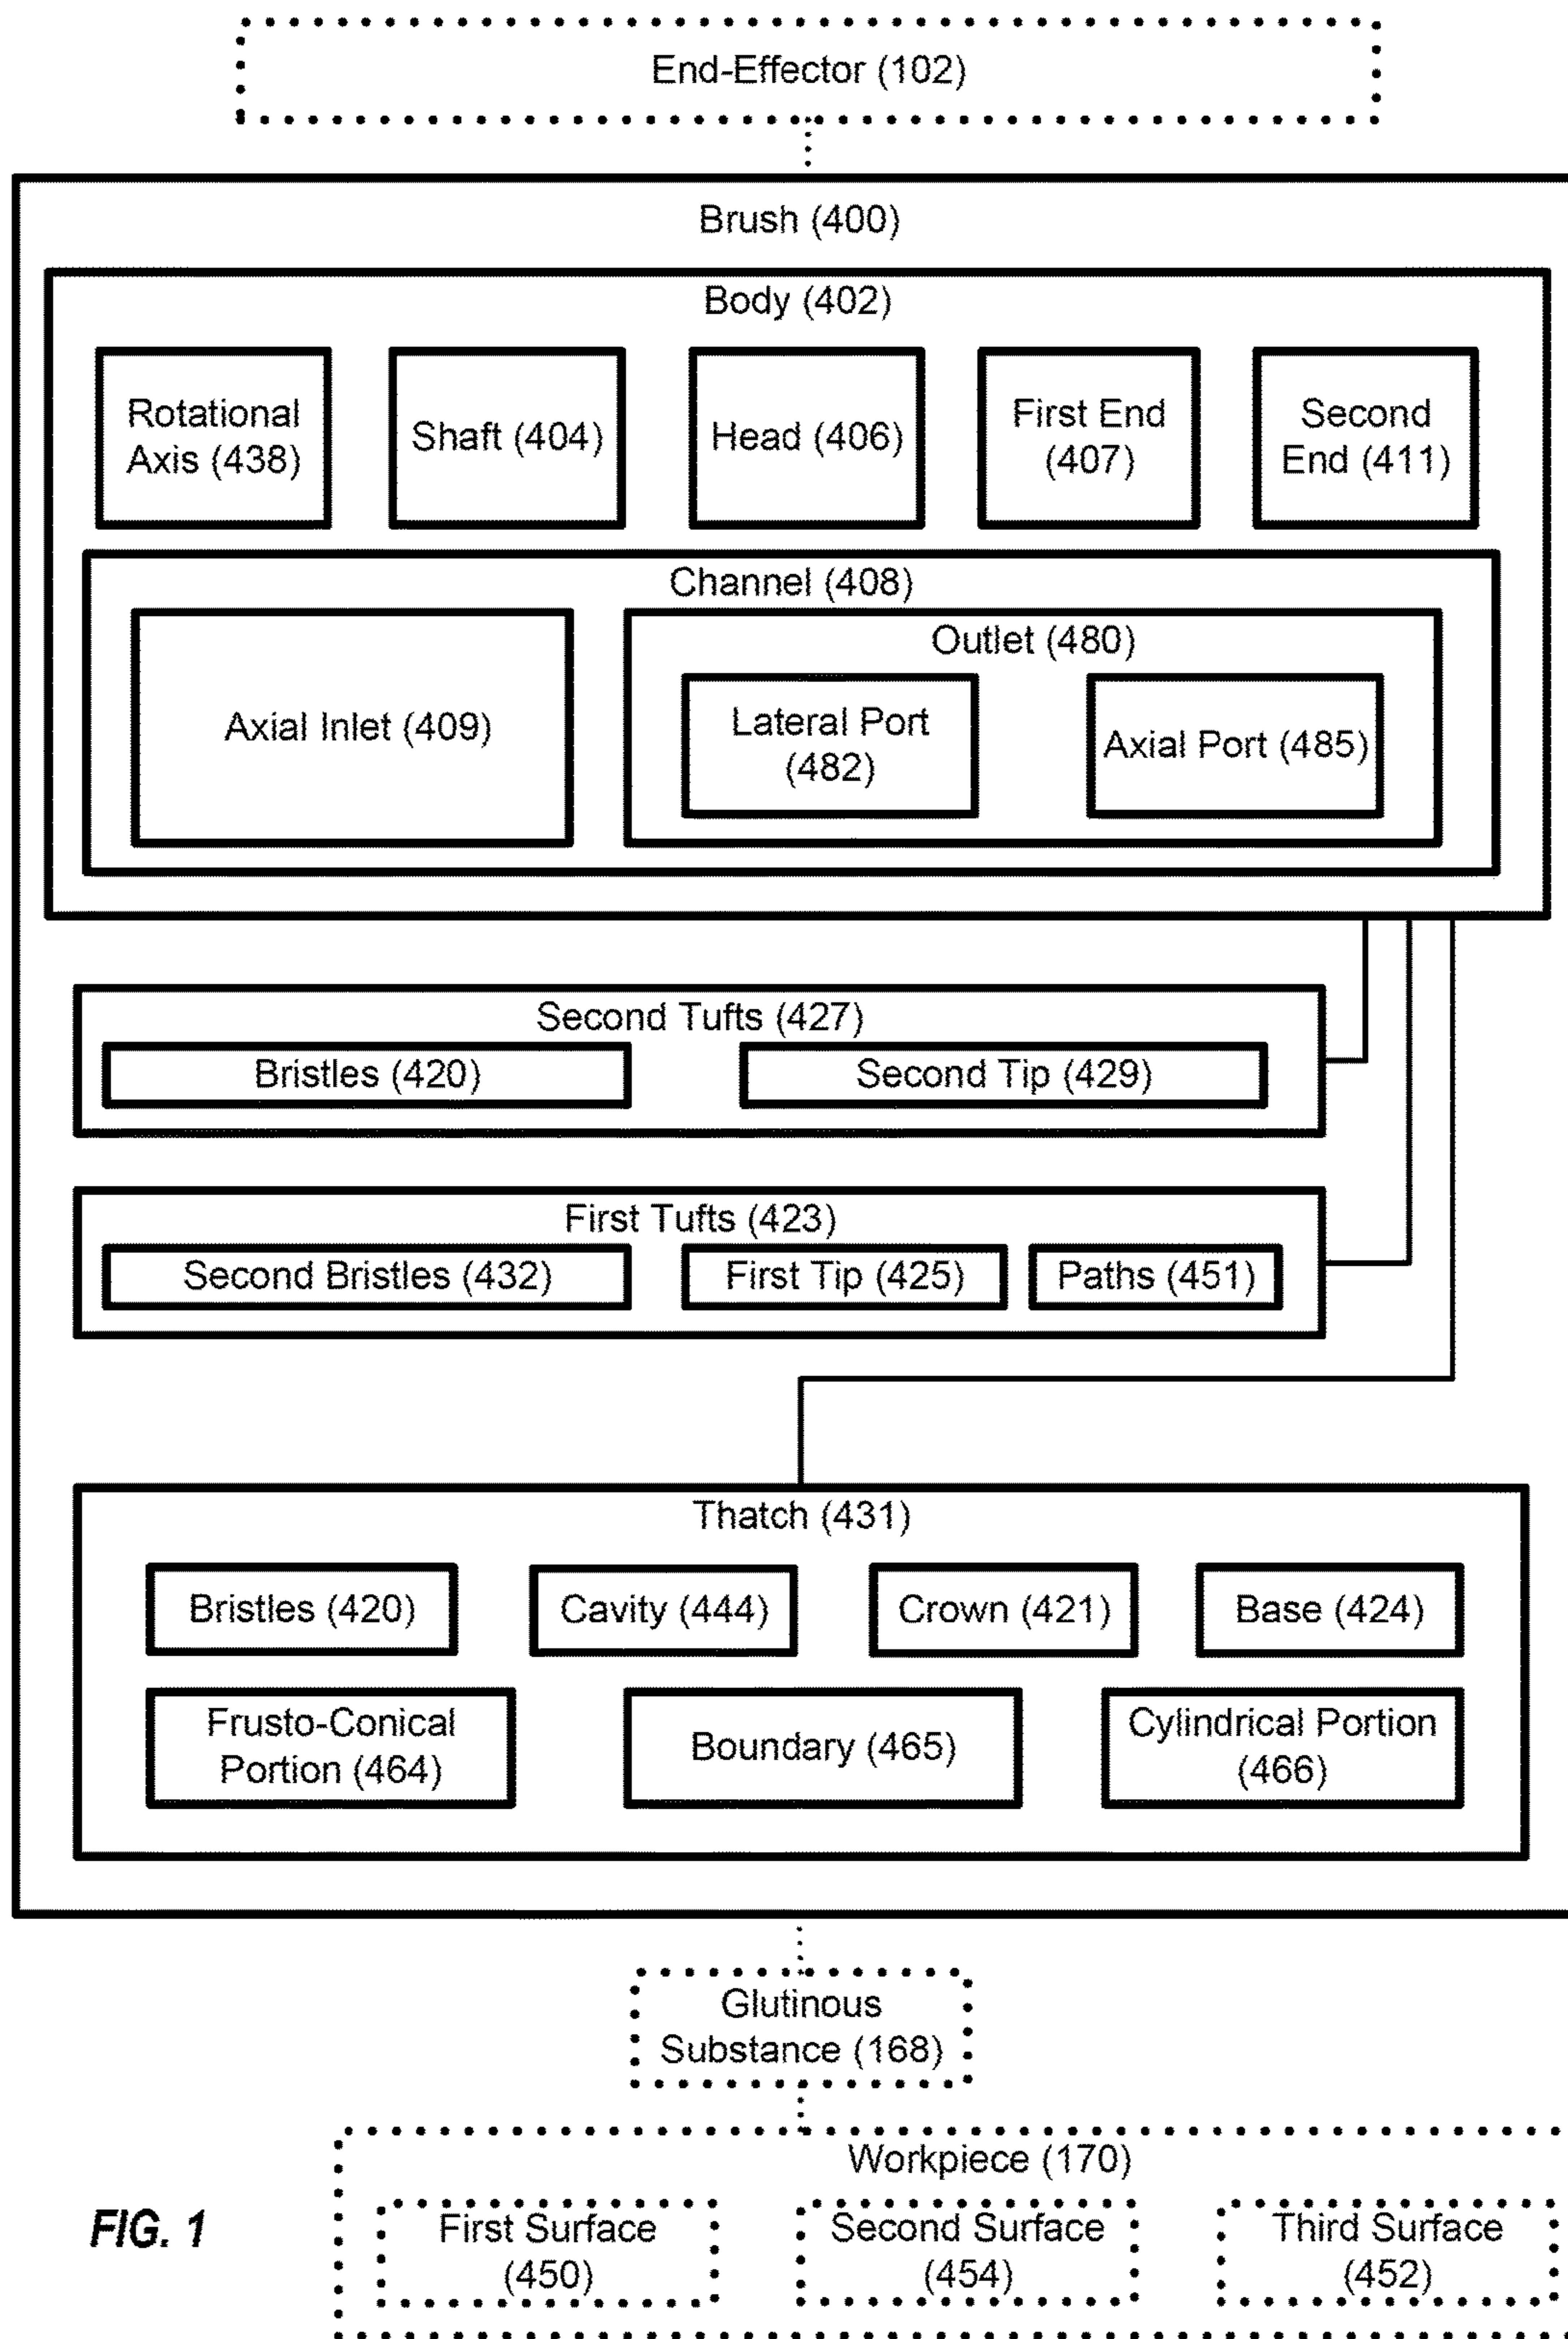 End-Effector (102)
Brush (400)
Body (402)
Rotational
Axis (438)
Shaft (404)
Head (406)
First End
(407)
Second
End (411)
Channel (408)
Axial Inlet (409)
Outlet (480)
Lateral Port
(482)
Axial Port (485)
Second Tufts (427)
Bristles (420)
Second Tip (429)
First Tufts (423)
Second Bristles (432)
First Tip (425)
Paths (451)
Thatch (431)
Bristles (420)
Cavity (444)
Crown (421)
Base (424)
Frusto-Conical
Portion (464)
Boundary (465)
Cylindrical Portion
(466)
Glutinous
Substance (168)
Workpiece (170)
First Surface
(450)
Second Surface
(454)
Third Surface
(452)
FIG. 1